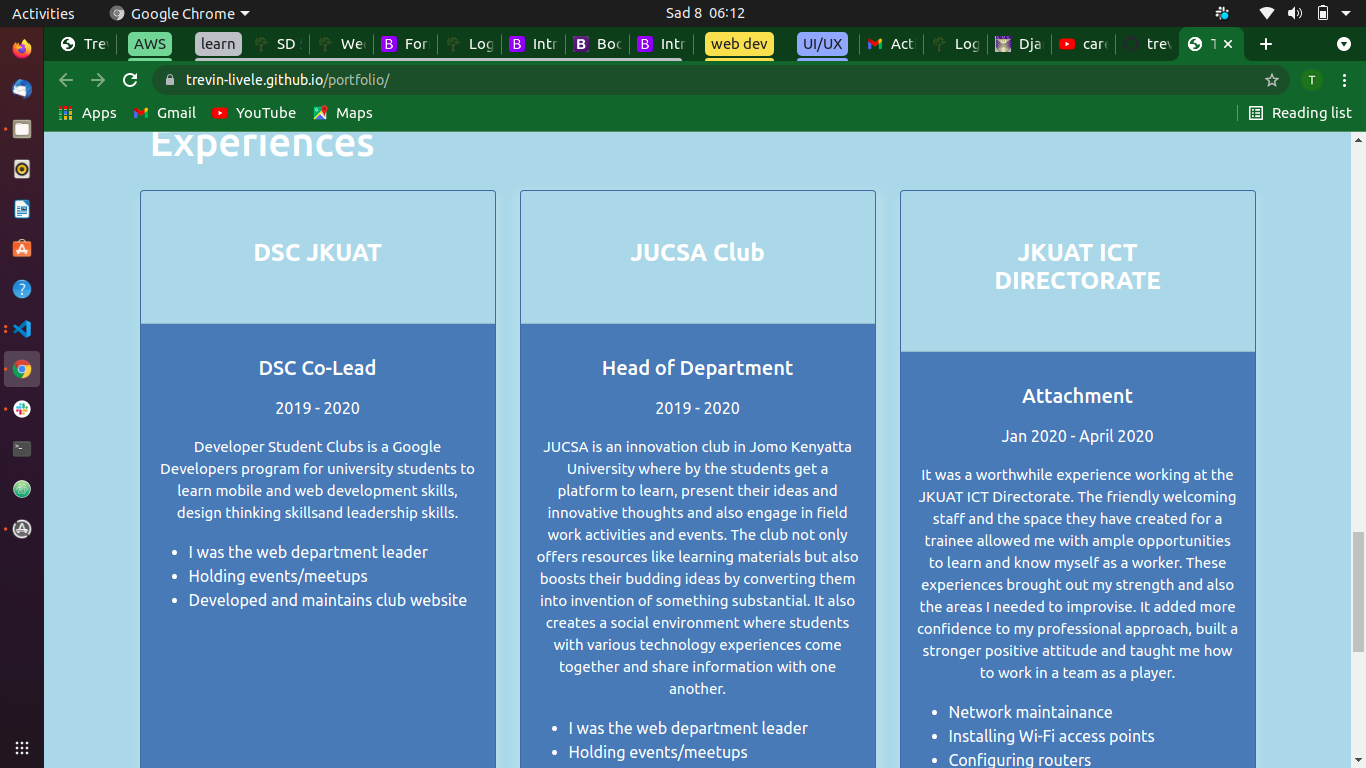 Activities
Google Chrome
Sad 8 06:12
Tre
AWS
learn
SD
Wee
For
Log
Intr
Boo
Intr
web dev
UI/UX
Acti
Log
Dja
care
trev
T
trevin-livele.github.io/portfolio/
T
Apps
Gmail
YouTube
Maps
Reading list
Experiences
DSC JKUAT
DSC Co-Lead
2019 - 2020
Developer Student Clubs is a Google
Developers program for university students to
learn mobile and web development skills,
design thinking skillsand leadership skills.
• I was the web department leader
• Holding events/meetups
• Developed and maintains club website
JUCSA Club
Head of Department
2019 - 2020
JUCSA is an innovation club in Jomo Kenyatta
University where by the students get a
platform to learn, present their ideas and
innovative thoughts and also engage in field
work activities and events. The club not only
offers resources like learning materials but also
boosts their budding ideas by converting them
into invention of something substantial. It also
creates a social environment where students
with various technology experiences come
together and share information with one
another.
• I was the web department leader
• Holding events/meetups
JKUAT ICT
DIRECTORATE
Attachment
Jan 2020 - April 2020
It was a worthwhile experience working at the
JKUAT ICT Directorate. The friendly welcoming
staff and the space they have created for a
trainee allowed me with ample opportunities
to learn and know myself as a worker. These
experiences brought out my strength and also
the areas I needed to improvise. It added more
confidence to my professional approach, built a
stronger positive attitude and taught me how
to work in a team as a player.
• Network maintainance
• Installing Wi-Fi access points
• Configuring routers